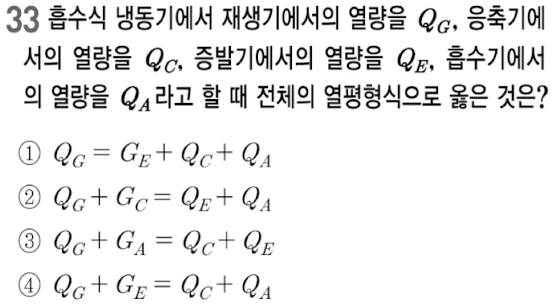 33 흡수식 냉동기에서 재생기에서의 열량을 Q_G, 응축기에
서의 열량을 Q_C, 증발기에서의 열량을 Q_E, 흡수기에서
의 열량을 Q_A라고 할 때 전체의 열평형식으로 옳은 것은?
① Q_G = G_E + Q_C + Q_A
② Q_G + G_C = Q_E + Q_A
③ Q_G + G_A = Q_C + Q_E
④ Q_G + G_E = Q_C + Q_A